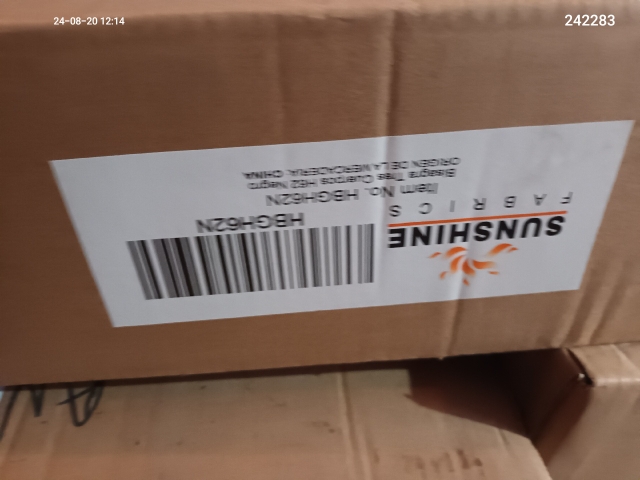 24-08-20 12:14
242283
SUNSHINE
FABRICS
HBGH62N
Item No. HBGH62N
Bisagra Tres Cuerpos H62 Negro
ORIGEN DE LA MERCADERIA: CHINA